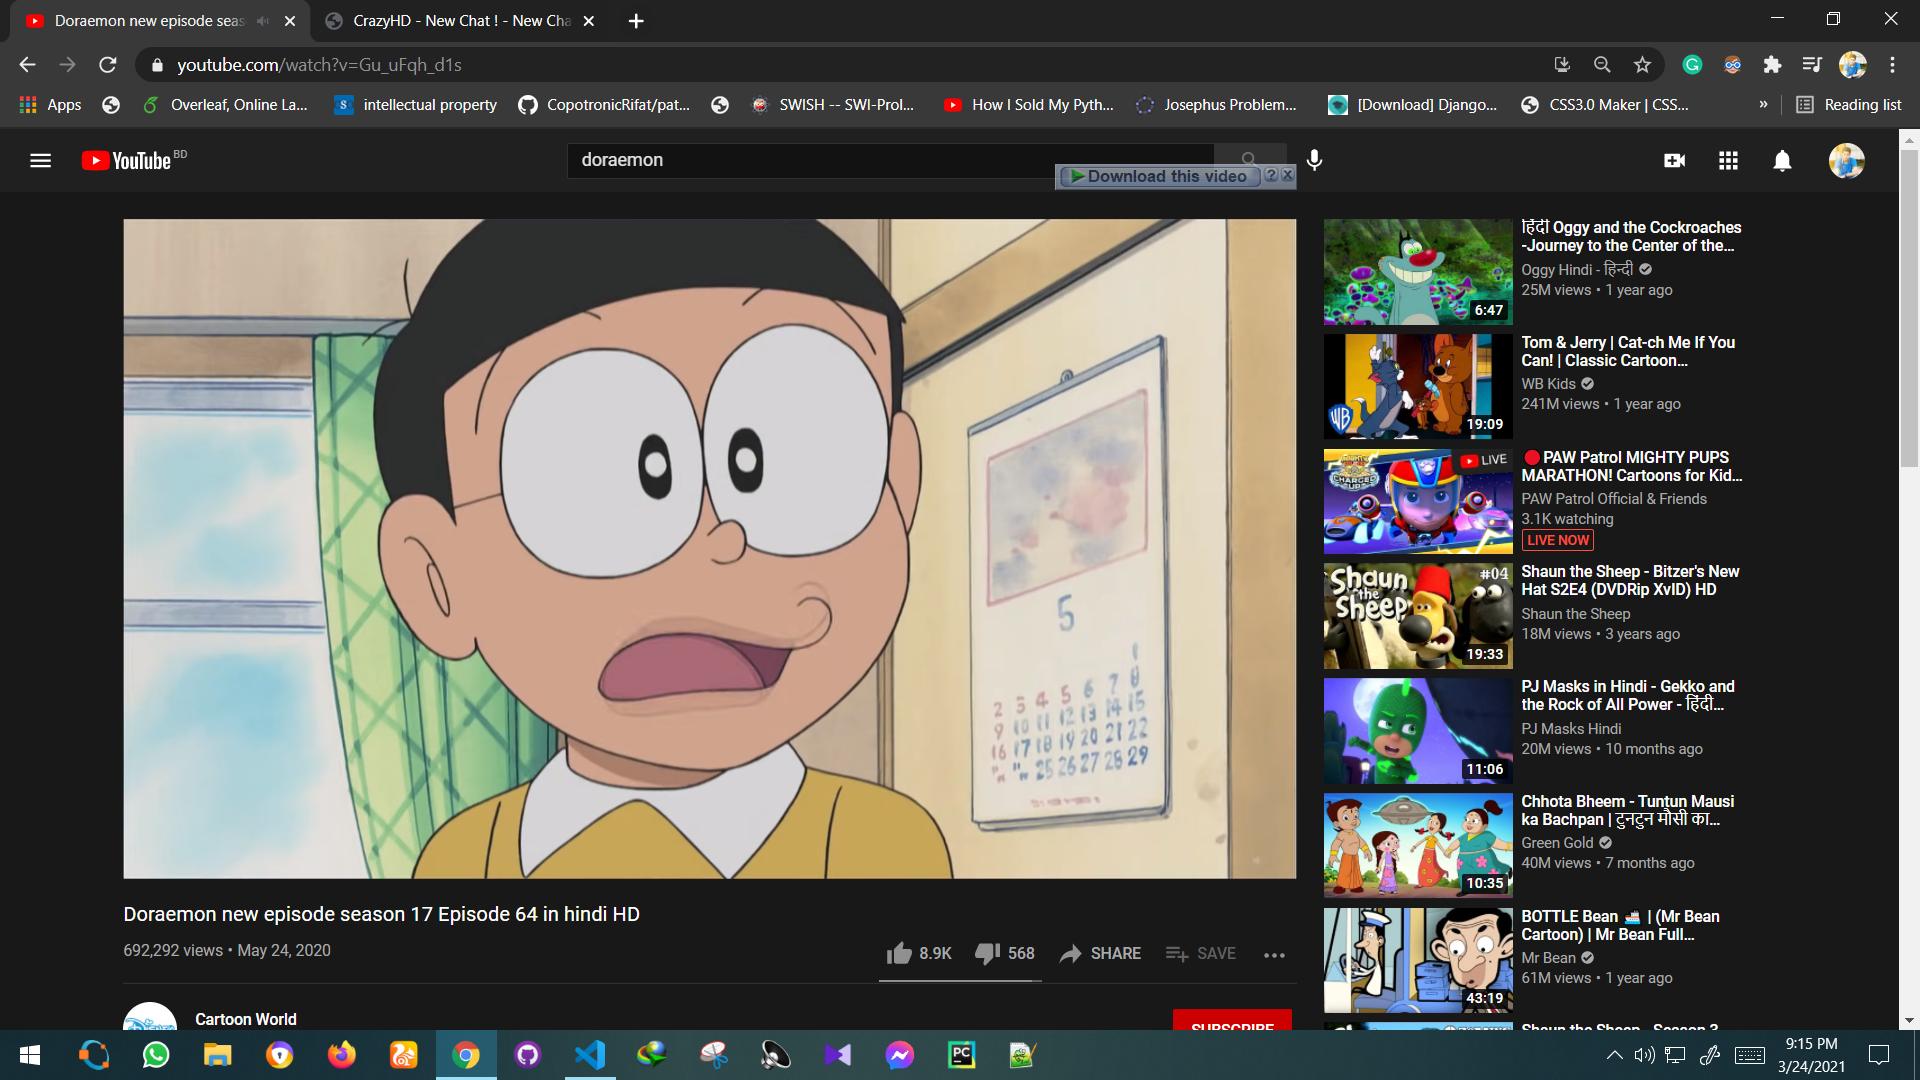 Doraemon new episode seas
CrazyHD - New Chat ! - New Cha
youtube.com/watch?v=Gu_uFqh_d1s
Apps
Overleaf, Online La...
intellectual property
CopotronicRifat/pat...
SWISH -- SWI-Prol...
How I Sold My Pyth...
Josephus Problem...
[Download] Django...
CSS3.0 Maker | CSS...
»
Reading list
YouTube BD
doraemon
Download this video ? x
5
1
2 3 4 5 6 7 8
9 10 11 12 13 14 15
16 17 18 19 20 21 22
25 26 27 28 29
Doraemon new episode season 17 Episode 64 in hindi HD
692,292 views • May 24, 2020
8.9K
568
SHARE
SAVE
Cartoon World
SUBSCRIBE
6:47
हिंदी Oggy and the Cockroaches
-Journey to the Center of the...
Oggy Hindi - हिन्दी
25M views • 1 year ago
WB
19:09
Tom & Jerry | Cat-ch Me If You
Can! | Classic Cartoon...
WB Kids
241M views • 1 year ago
CHARGED UP
LIVE
PAW Patrol MIGHTY PUPS
MARATHON! Cartoons for Kid...
PAW Patrol Official & Friends
3.1K watching
LIVE NOW
Shaun the Sheep
#04
19:33
Shaun the Sheep - Bitzer's New
Hat S2E4 (DVDRip XvID) HD
Shaun the Sheep
18M views • 3 years ago
11:06
PJ Masks in Hindi - Gekko and
the Rock of All Power - हिंदी...
PJ Masks Hindi
20M views • 10 months ago
10:35
Chhota Bheem - Tuntun Mausi
ka Bachpan | टुनटुन मौसी का...
Green Gold
40M views • 7 months ago
43:19
BOTTLE Bean 🚢 | (Mr Bean
Cartoon) | Mr Bean Full...
Mr Bean
61M views • 1 year ago
Shaun the Sheep - Season 3
PC
9:15 PM
3/24/2021